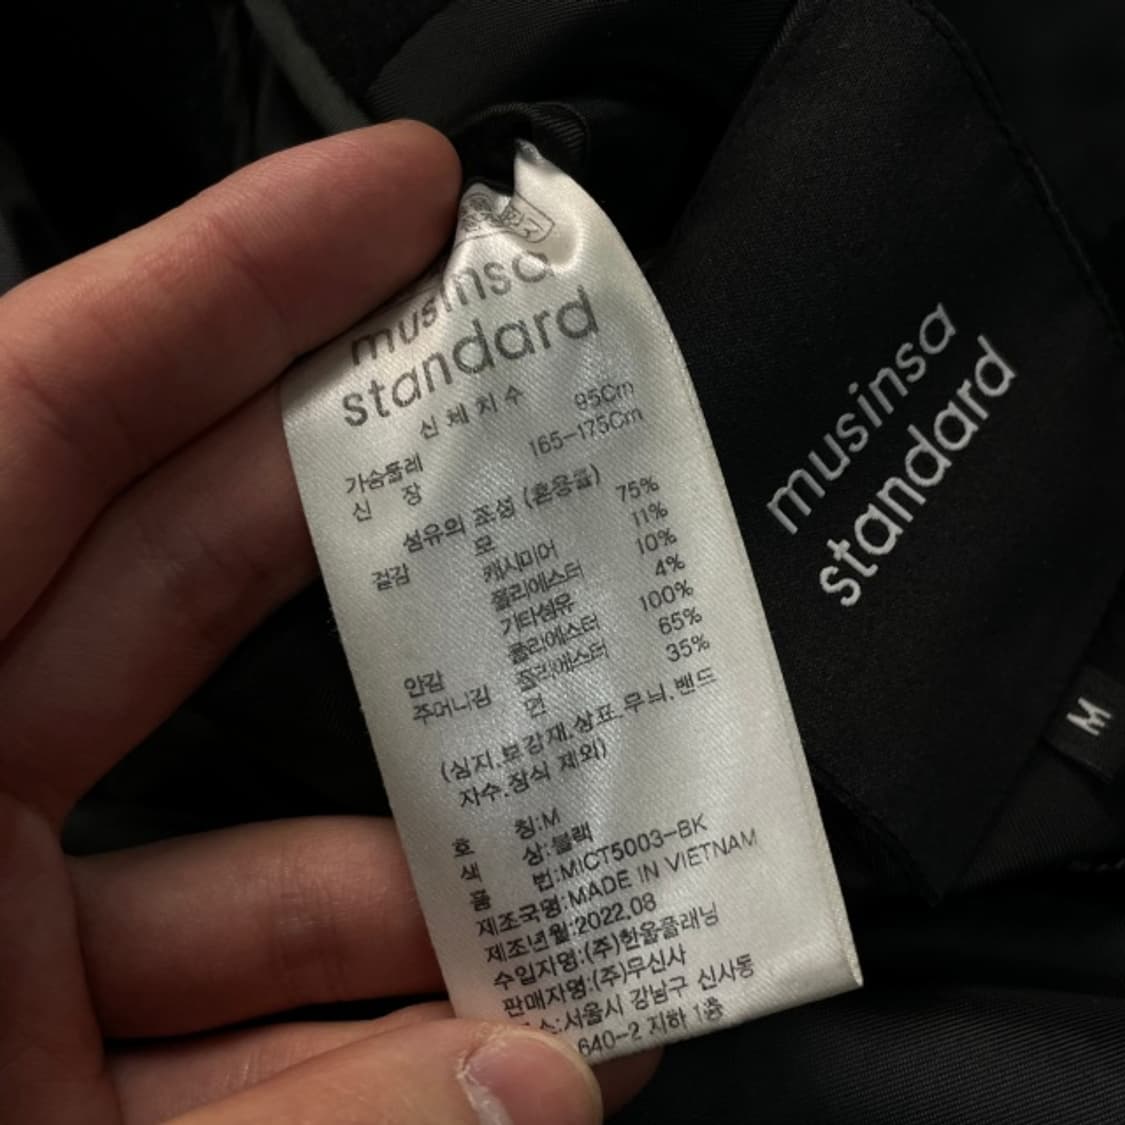 musinsa
standard
신체치수
가슴둘레 95Cm
신 장 165-175Cm
섬유의 조성 (혼용률)
겉감 모 75%
캐시미어 11%
폴리에스터 10%
기타섬유 4%
안감 폴리에스터 100%
주머니감 폴리에스터 65%
면 35%
(심지.보강재.상표.무늬.밴드
자수.장식 제외)
호 칭:M
색 상:블랙
품 번:MICT5003-BK
제조국명:MADE IN VIETNAM
제조년월:2022.08
수입자명:(주)한울플래닝
판매자명:(주)무신사
소:서울시 강남구 신사동
640-2 지하 1층
musinsa
standard
M